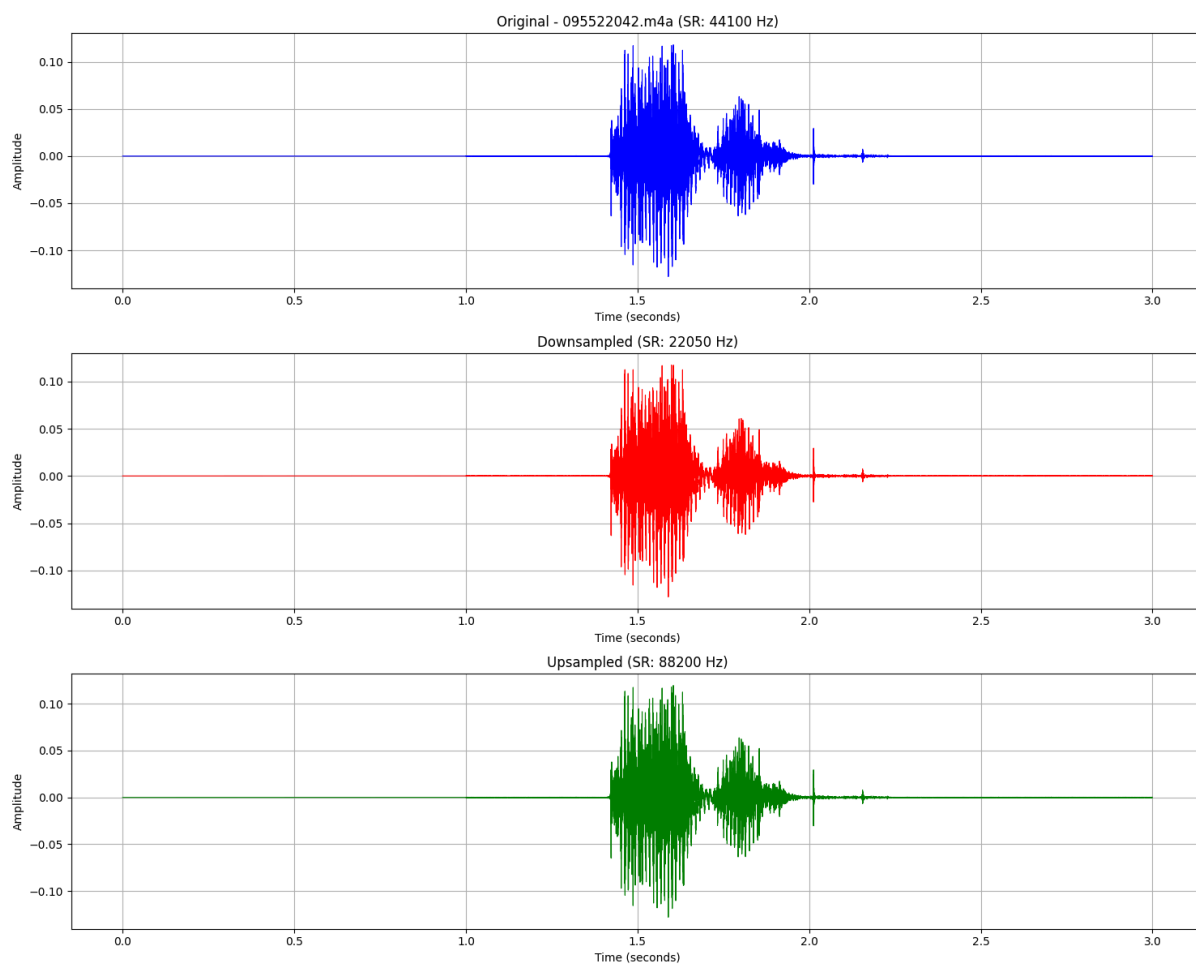 Original - 095522042.m4a (SR: 44100 Hz)
0.10
0.05
0.00
−0.05
−0.10
Amplitude
0.0 0.5 1.0 1.5 2.0 2.5 3.0
Time (seconds)
Downsampled (SR: 22050 Hz)
0.10
0.05
0.00
−0.05
−0.10
Amplitude
0.0 0.5 1.0 1.5 2.0 2.5 3.0
Time (seconds)
Upsampled (SR: 88200 Hz)
0.10
0.05
0.00
−0.05
−0.10
Amplitude
0.0 0.5 1.0 1.5 2.0 2.5 3.0
Time (seconds)